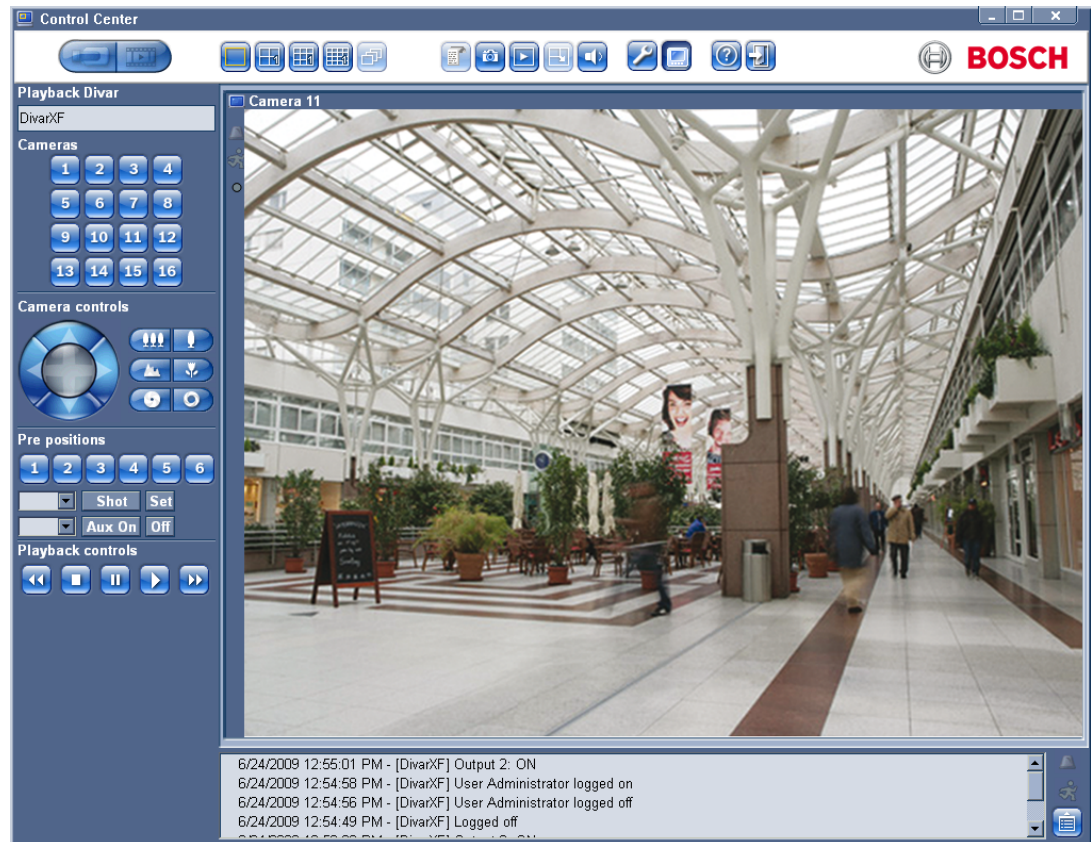 Control Center
BOSCH
Playback Divar
DivarXF
Cameras
1 2 3 4
5 6 7 8
9 10 11 12
13 14 15 16
Camera controls
Pre positions
1 2 3 4 5 6
Shot Set
Aux On Off
Playback controls
Camera 11
6/24/2009 12:55:01 PM - [DivarXF] Output 2: ON
6/24/2009 12:54:58 PM - [DivarXF] User Administrator logged on
6/24/2009 12:54:56 PM - [DivarXF] User Administrator logged off
6/24/2009 12:54:49 PM - [DivarXF] Logged off